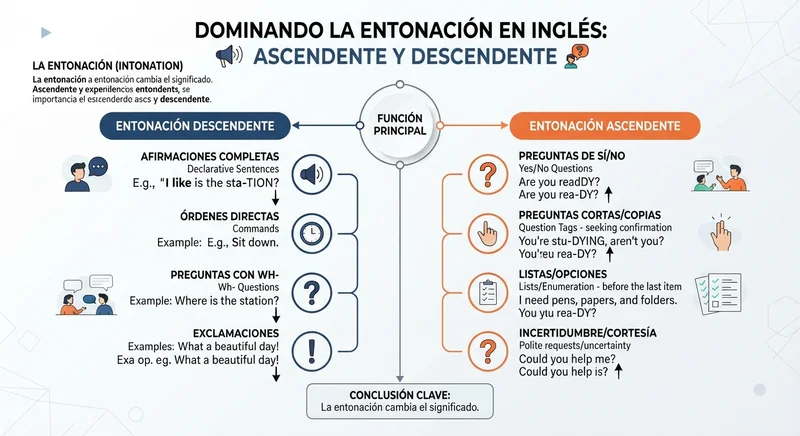 DOMINANDO LA ENTONACIÓN EN INGLÉS:
ASCENDENTE Y DESCENDENTE
LA ENTONACIÓN (INTONATION)
La entonación a entonación cambia el significado.
Ascendente y expenidencios entondents, se
importancia el esrcenderdo ascs y descendente.
FUNCIÓN
PRINCIPAL
ENTONACIÓN DESCENDENTE
AFIRMACIONES COMPLETAS
Declarative Sentences
E.g., "I like is the sta-TION?
ÓRDENES DIRECTAS
Commands
Example: E.g., Sit down.
PREGUNTAS CON WH-
Wh- Questions
Example: Where is the station?
EXCLAMACIONES
Examples: What a beautiful day!
Exa op. eg. What a beautiful day!
ENTONACIÓN ASCENDENTE
PREGUNTAS DE SÍ/NO
Yes/No Questions
Are you readDY?
Are you rea-DY?
PREGUNTAS CORTAS/COPIAS
Question Tags - seeking confirmation
You're stu-DYING, aren't you?
You'reu rea-DY?
LISTAS/OPCIONES
Lists/Enumeration - before the last item
I need pens, papers, and folders.
You yu rea-DY?
INCERTIDUMBRE/CORTESÍA
Polite requests/uncertainty
Could you help me?
Could you help is?
CONCLUSIÓN CLAVE:
La entonación cambia el significado.